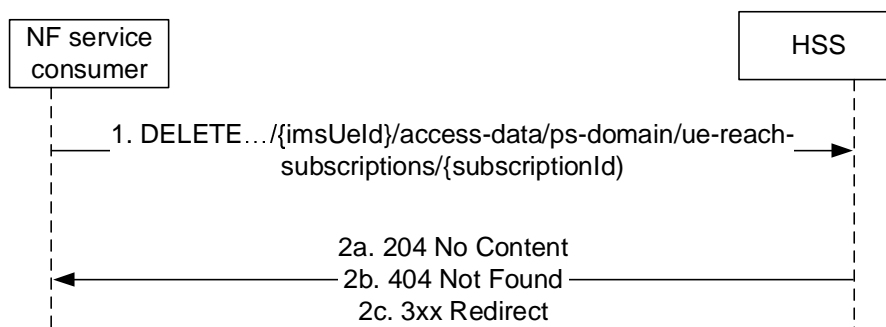 NF service
consumer
HSS
1. DELETE…/{imsUeId}/access-data/ps-domain/ue-reach-
subscriptions/{subscriptionId)
2a. 204 No Content
2b. 404 Not Found
2c. 3xx Redirect